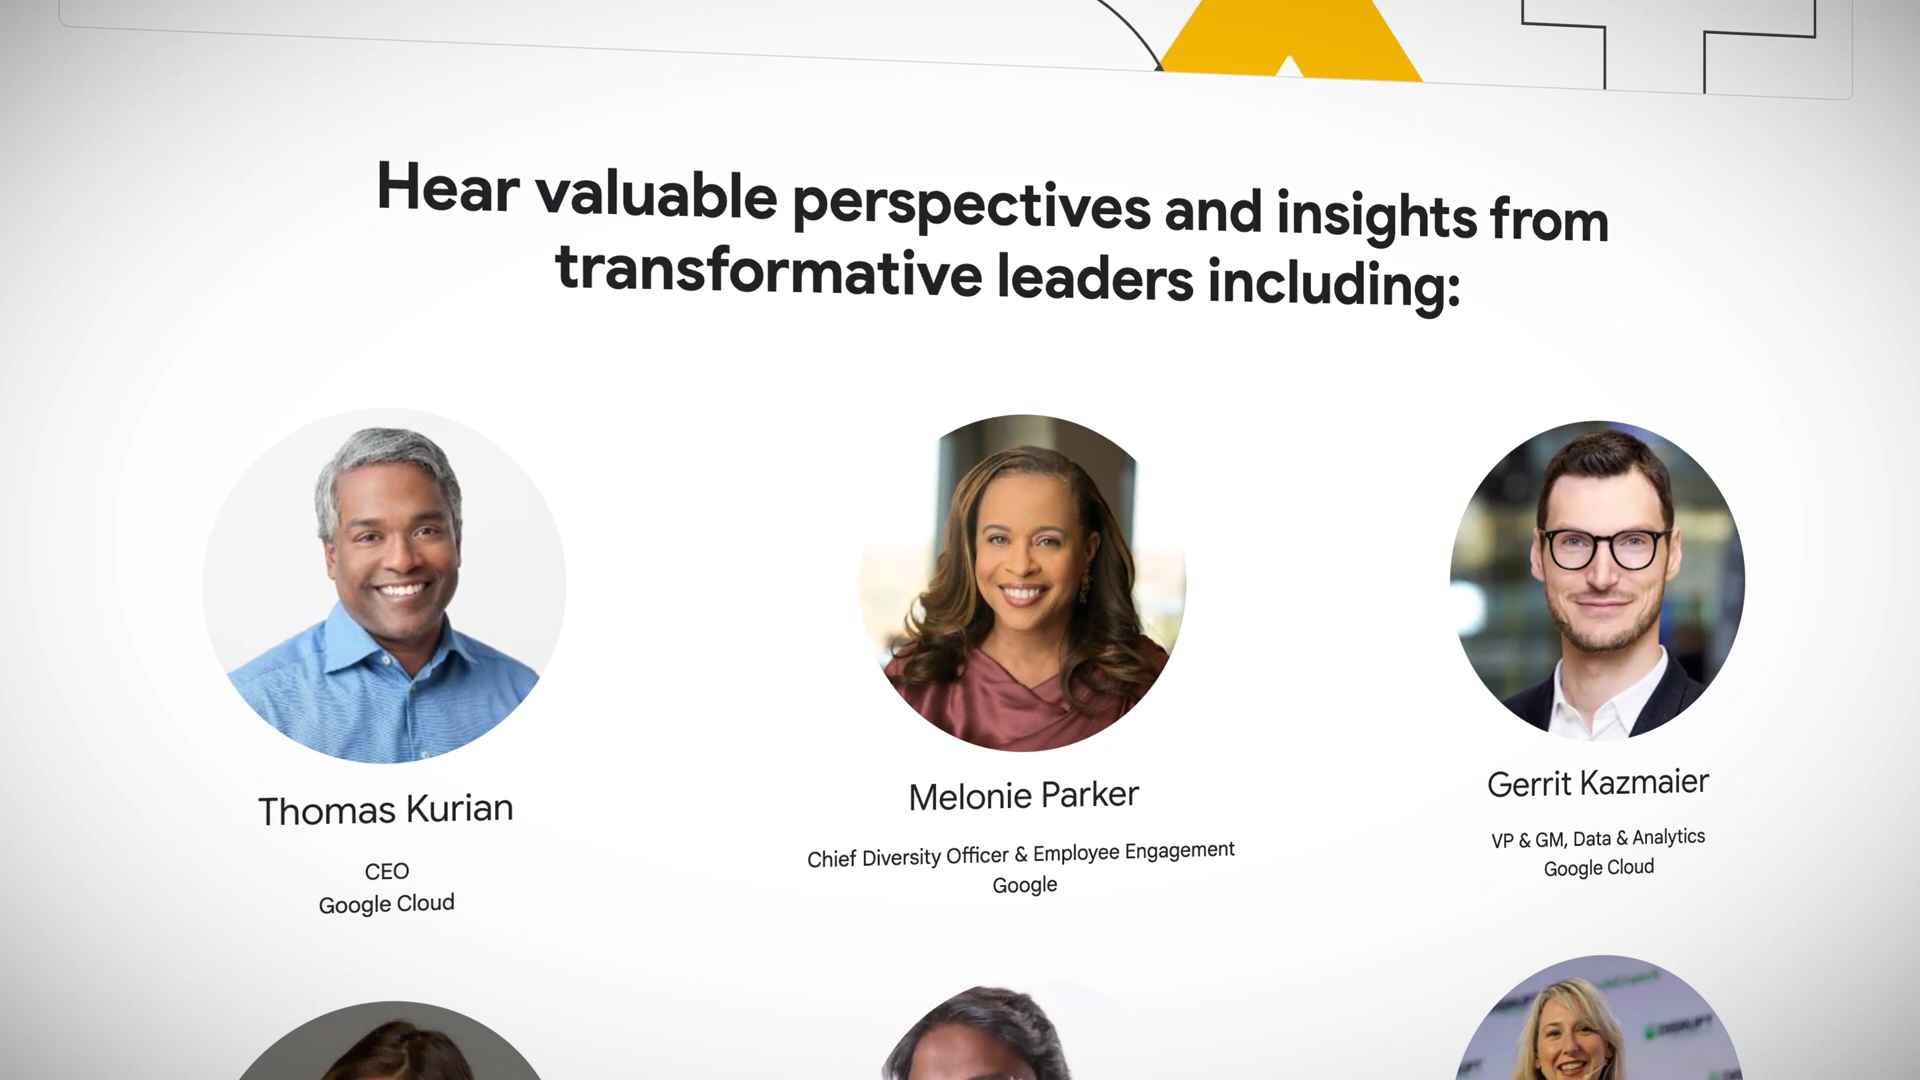 Hear valuable perspectives and insights from
transformative leaders including:
Thomas Kurian
CEO
Google Cloud
Melonie Parker
Chief Diversity Officer & Employee Engagement
Google
Gerrit Kazmaier
VP & GM, Data & Analytics
Google Cloud